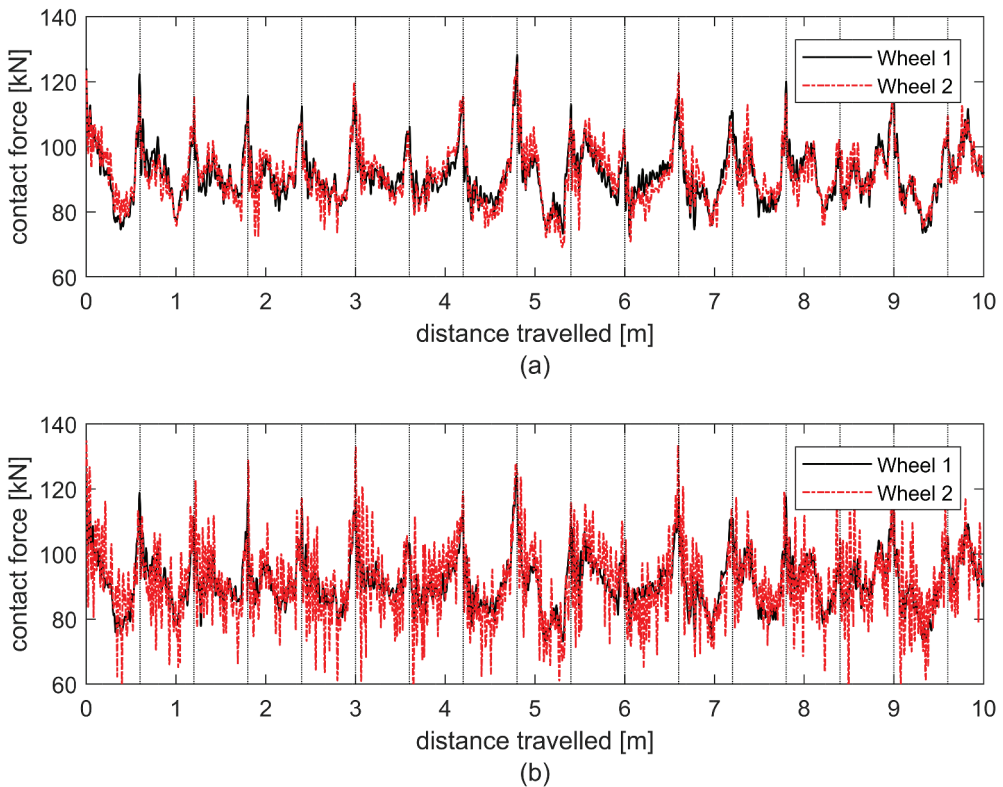 140
120
100
80
60
contact force [kN]
Wheel 1
Wheel 2
0 1 2 3 4 5 6 7 8 9 10
distance travelled [m]
(a)
140
120
100
80
60
contact force [kN]
Wheel 1
Wheel 2
0 1 2 3 4 5 6 7 8 9 10
distance travelled [m]
(b)